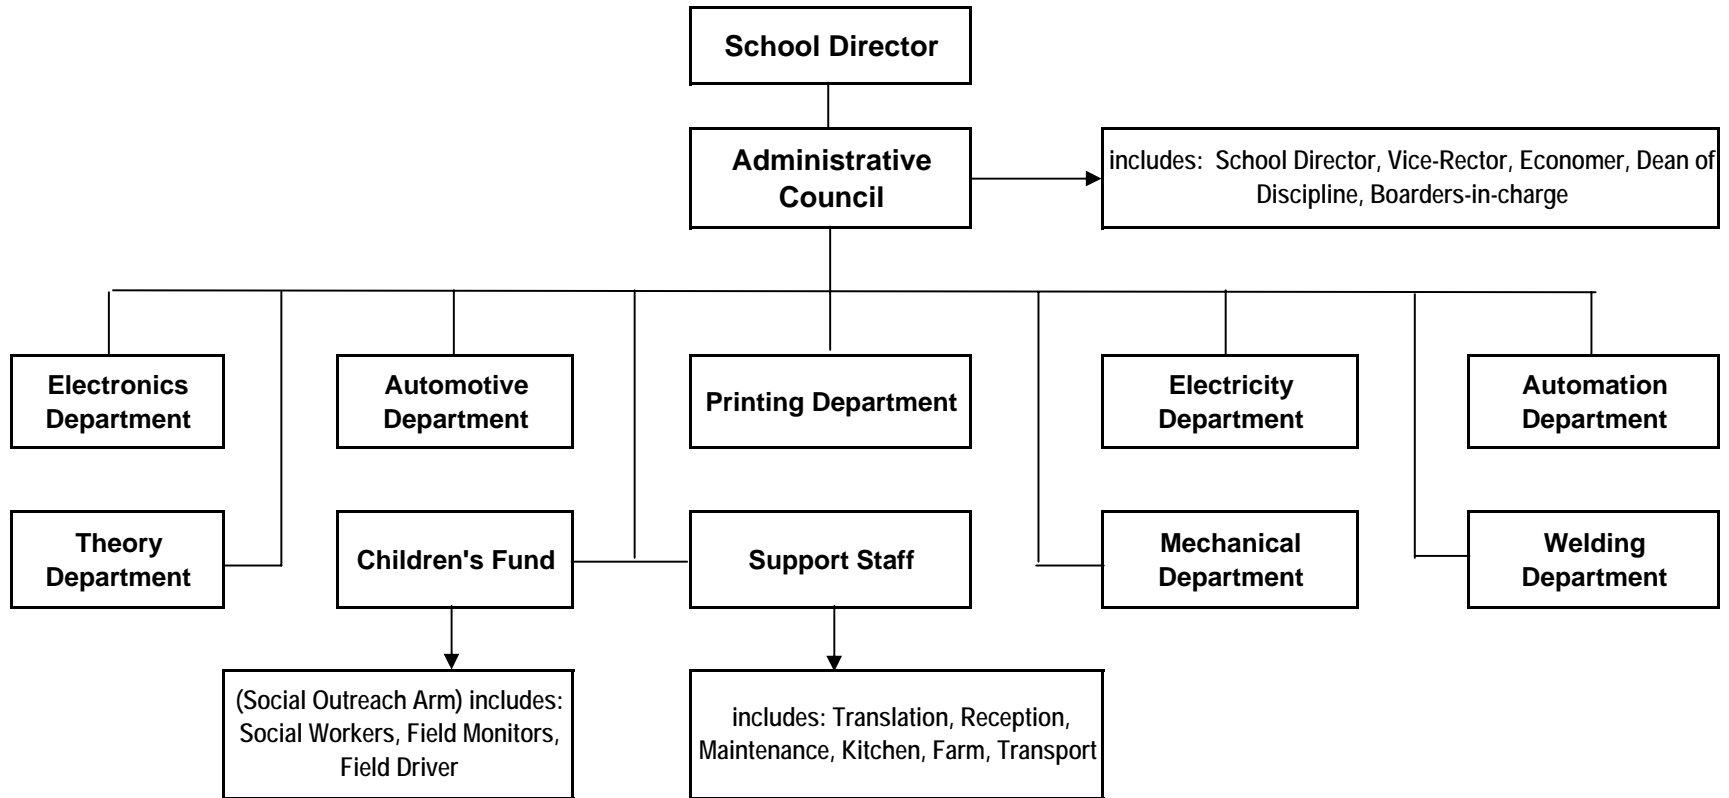 School Director
Administrative
Council
includes:  School Director, Vice-Rector, Economer, Dean of
Discipline, Boarders-in-charge
Electronics
Department
Automotive
Department
Printing Department
Electricity
Department
Automation
Department
Theory
Department
Children's Fund
Support Staff
Mechanical
Department
Welding
Department
(Social Outreach Arm) includes:
Social Workers, Field Monitors,
Field Driver
includes: Translation, Reception,
Maintenance, Kitchen, Farm, Transport